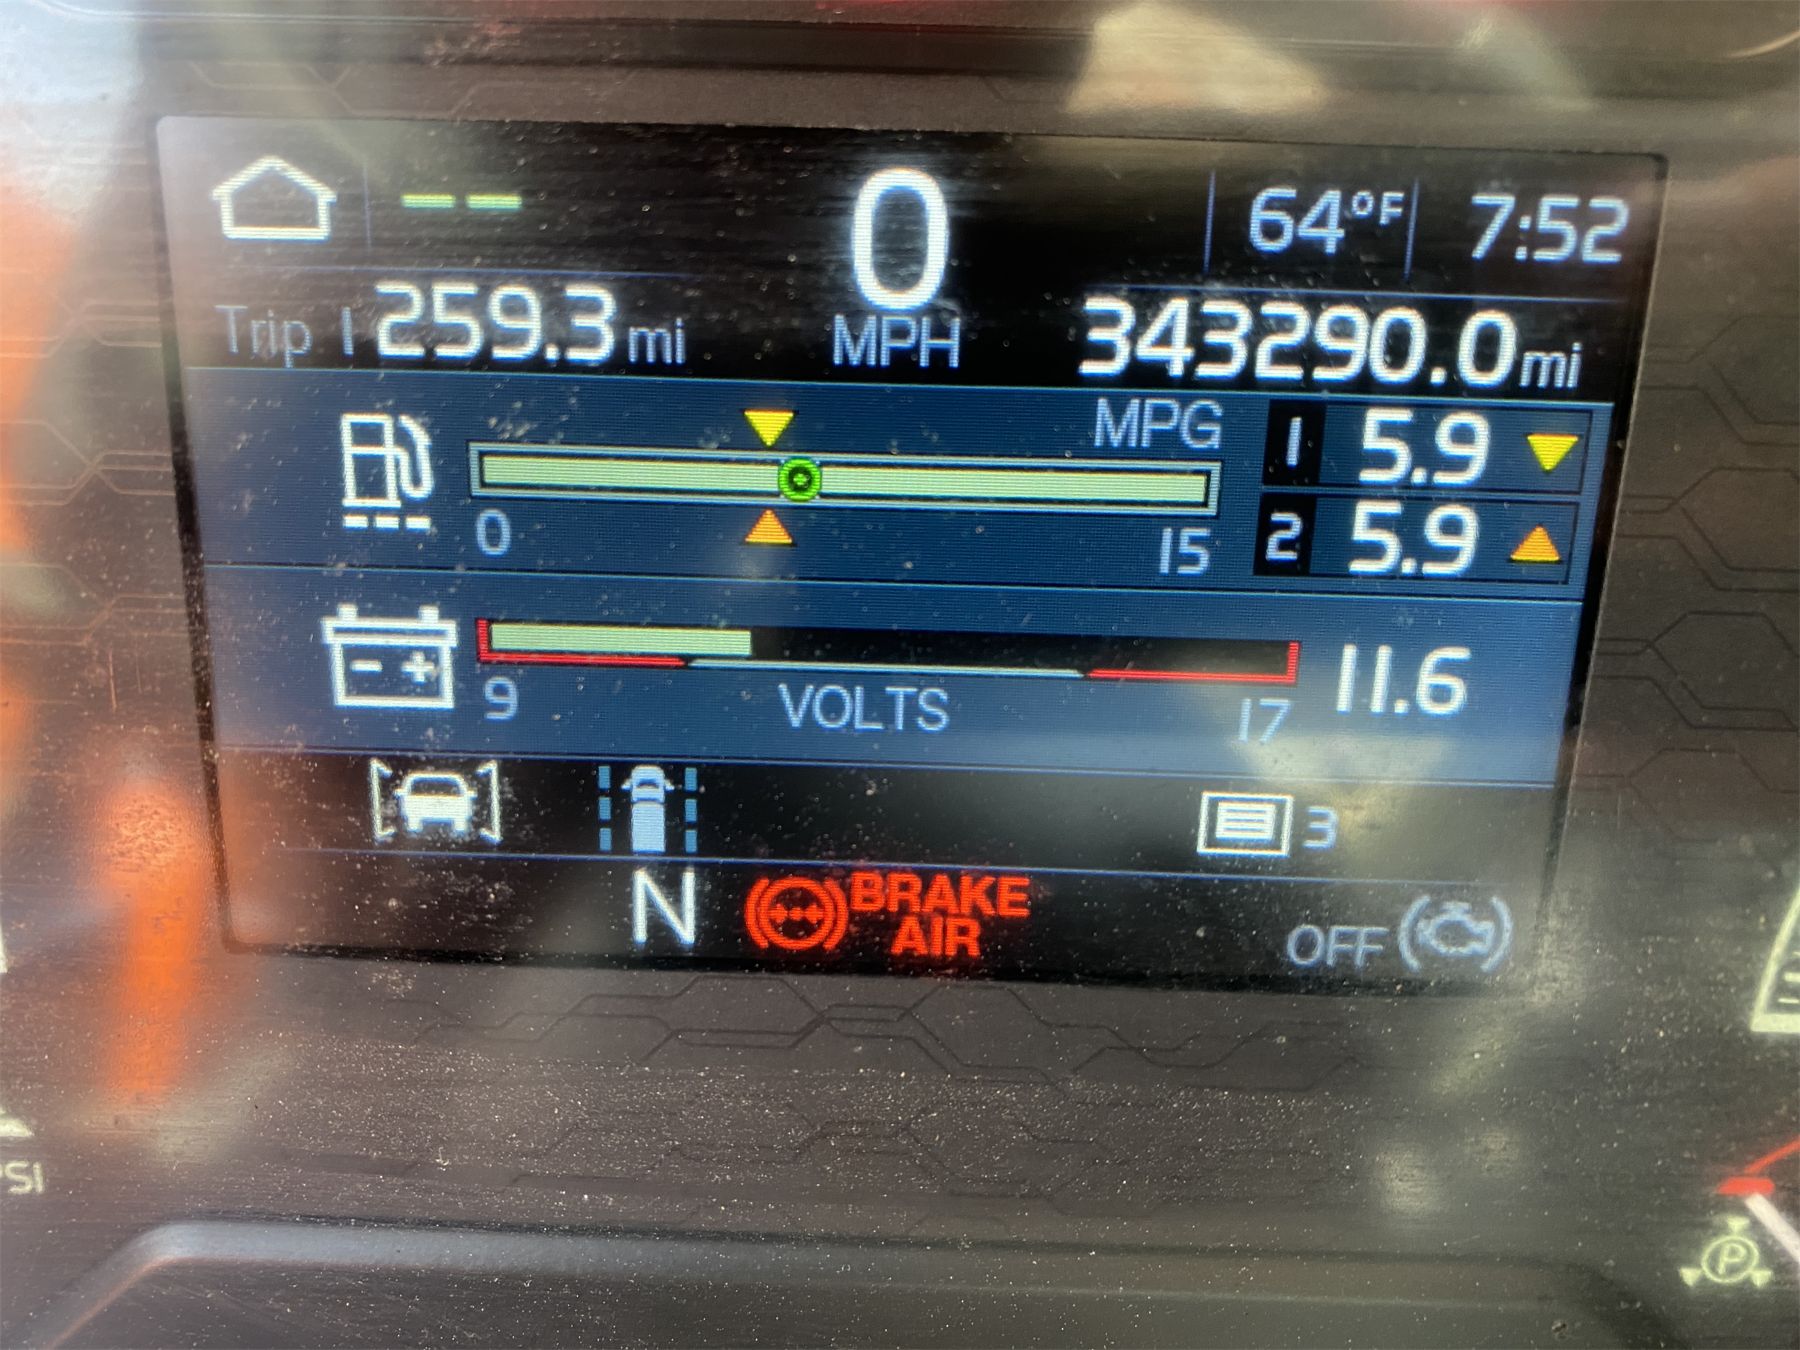 0 64°F 7:52
Trip 1 259.3 mi MPH 343290.0 mi
MPG 1 5.9
0 15 2 5.9
9 VOLTS 17 11.6
3
N BRAKE
AIR OFF
PSI
P